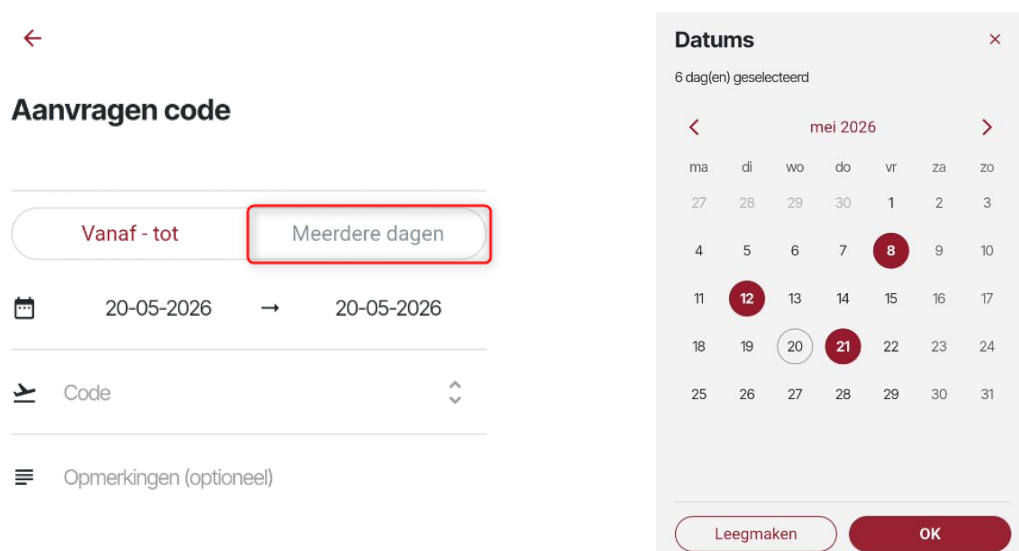 Aanvragen code
Vanaf - tot
Meerdere dagen
20-05-2026 → 20-05-2026
Code
Opmerkingen (optioneel)
Datums
6 dag(en) geselecteerd
mei 2026
ma di wo do vr za zo
27 28 29 30 1 2 3
4 5 6 7 8 9 10
11 12 13 14 15 16 17
18 19 20 21 22 23 24
25 26 27 28 29 30 31
Leegmaken
OK